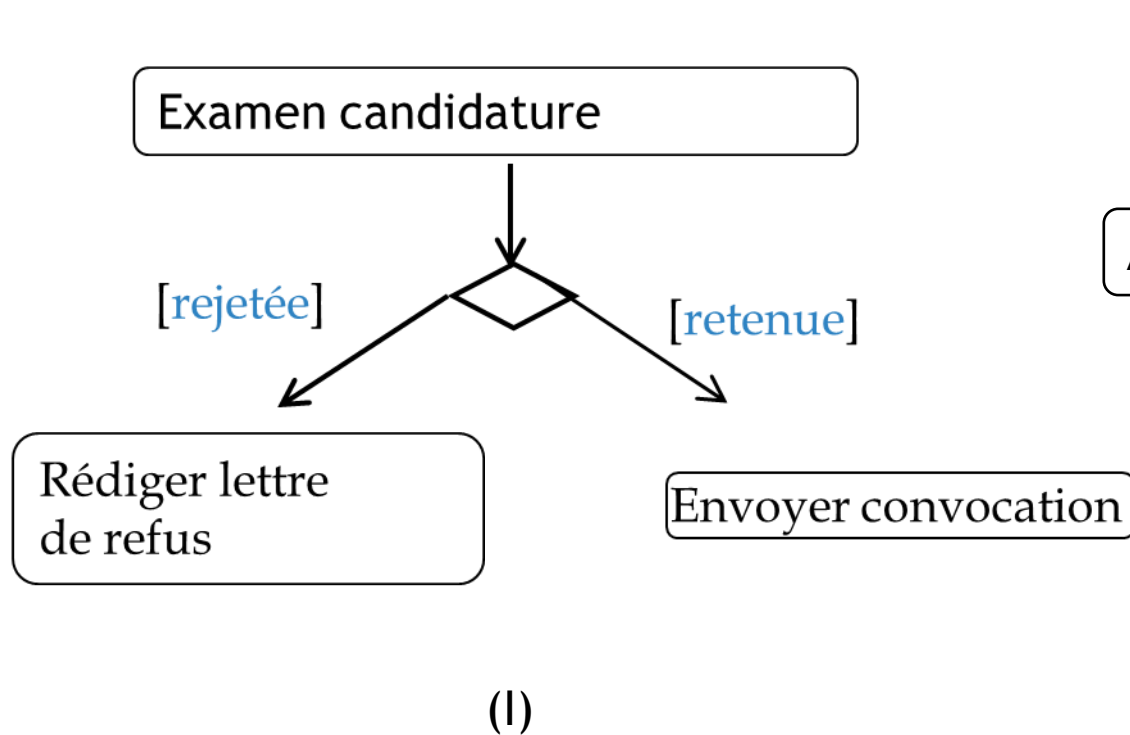 Examen candidature
[rejetée]
[retenue]
Rédiger lettre
de refus
Envoyer convocation
(I)